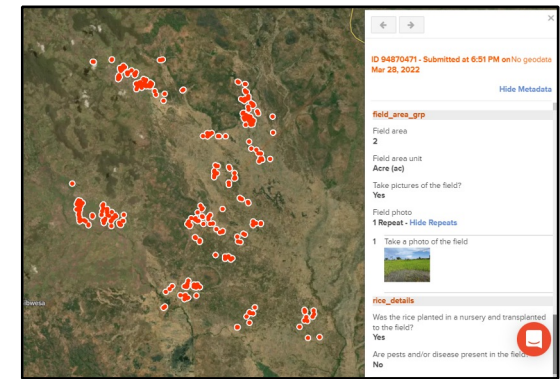 ID 94870471 - Submitted at 6:51 PM on No geodata
Mar 28, 2022
Hide Metadata
field_area_grp
Field area
2
Field area unit
Acre (ac)
Take pictures of the field?
Yes
Field photo
1 Repeat - Hide Repeats
1 Take a photo of the field
rice_details
Was the rice planted in a nursery and transplanted
to the field?
Yes
Are pests and/or disease present in the field
No
ibwesa